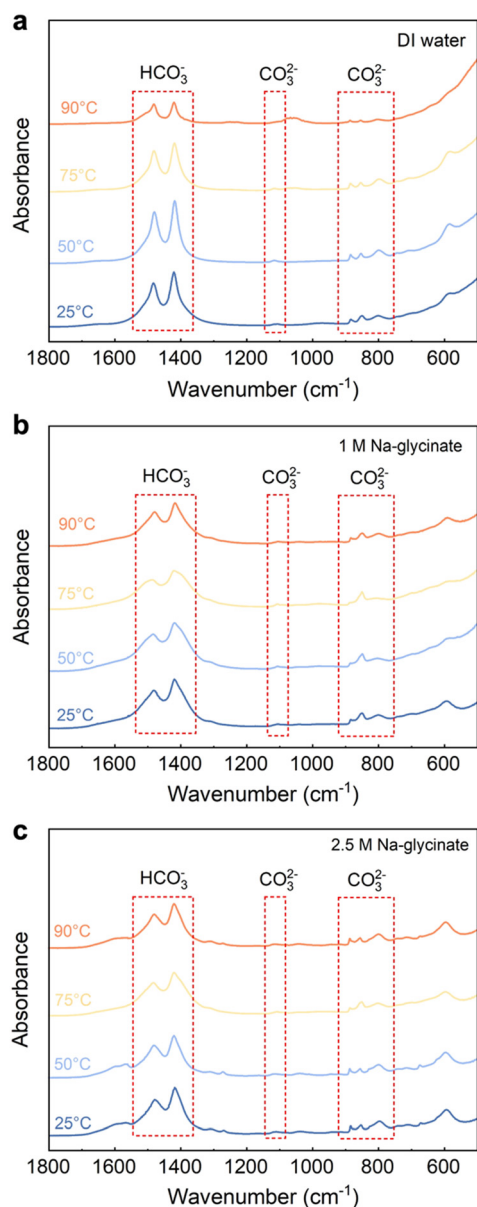 a
DI water
HCO₃⁻ CO₃²⁻ CO₃²⁻
90°C
75°C
50°C
25°C
Absorbance
1800 1600 1400 1200 1000 800 600
Wavenumber (cm⁻¹)
b
1 M Na-glycinate
HCO₃⁻ CO₃²⁻ CO₃²⁻
90°C
75°C
50°C
25°C
Absorbance
1800 1600 1400 1200 1000 800 600
Wavenumber (cm⁻¹)
c
2.5 M Na-glycinate
HCO₃⁻ CO₃²⁻ CO₃²⁻
90°C
75°C
50°C
25°C
Absorbance
1800 1600 1400 1200 1000 800 600
Wavenumber (cm⁻¹)